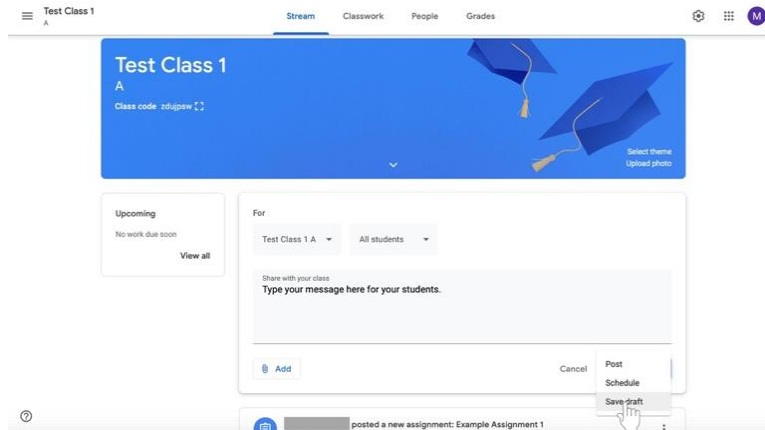 Test Class 1
A
Stream
Classwork
People
Grades
M
Test Class 1
A
Class code zdujpsw
Select theme
Upload photo
Upcoming
No work due soon
View all
For
Test Class 1 A
All students
Share with your class
Type your message here for your students.
Add
Cancel
Post
Schedule
Save draft
posted a new assignment: Example Assignment 1